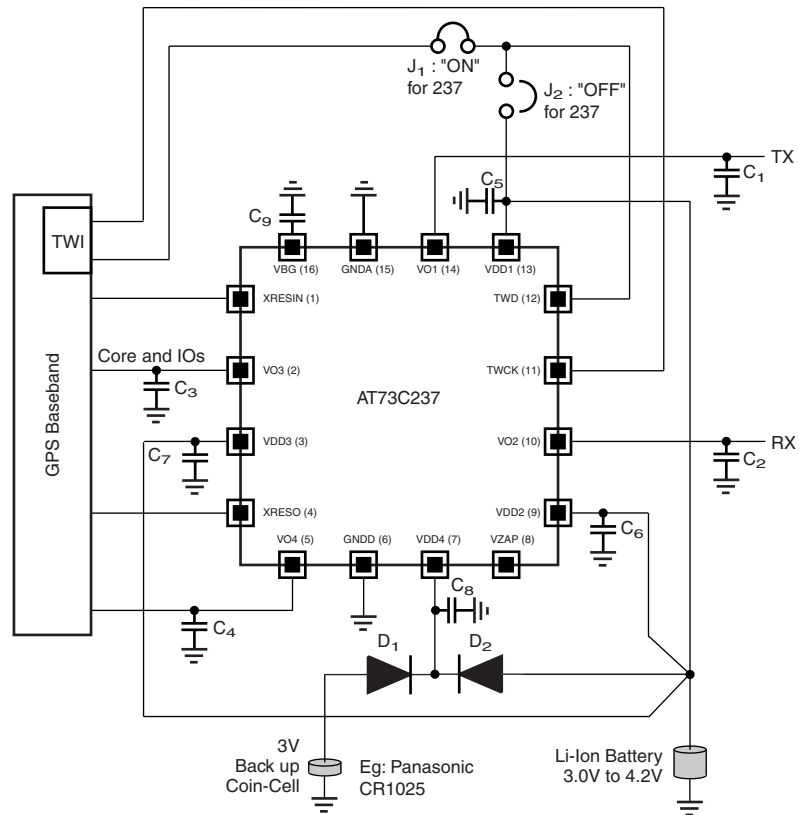 J1 : "ON"
for 237
J2 : "OFF"
for 237
TX
C1
C5
C9
TWI
VBG (16)
GNDA (15)
VO1 (14)
VDD1 (13)
XRESIN (1)
TWD (12)
Core and IOs
VO3 (2)
TWCK (11)
C3
AT73C237
GPS Baseband
VDD3 (3)
VO2 (10)
RX
C7
C2
XRESO (4)
VDD2 (9)
C6
VO4 (5)
GNDD (6)
VDD4 (7)
VZAP (8)
C8
C4
D1
D2
3V
Back up
Coin-Cell
Eg: Panasonic
CR1025
Li-Ion Battery
3.0V to 4.2V